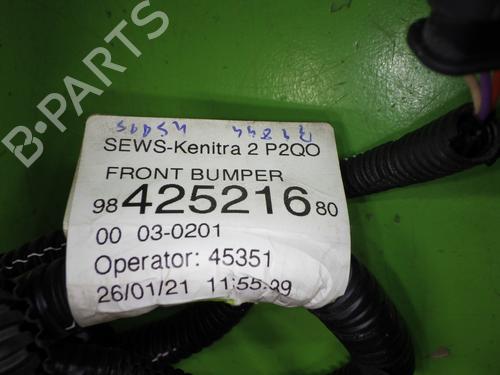 SEWS-Kenitra 2 P2QO
FRONT BUMPER
98 425216 80
00 03-0201
Operator: 45351
26/01/21 11:55:
B-PARTS